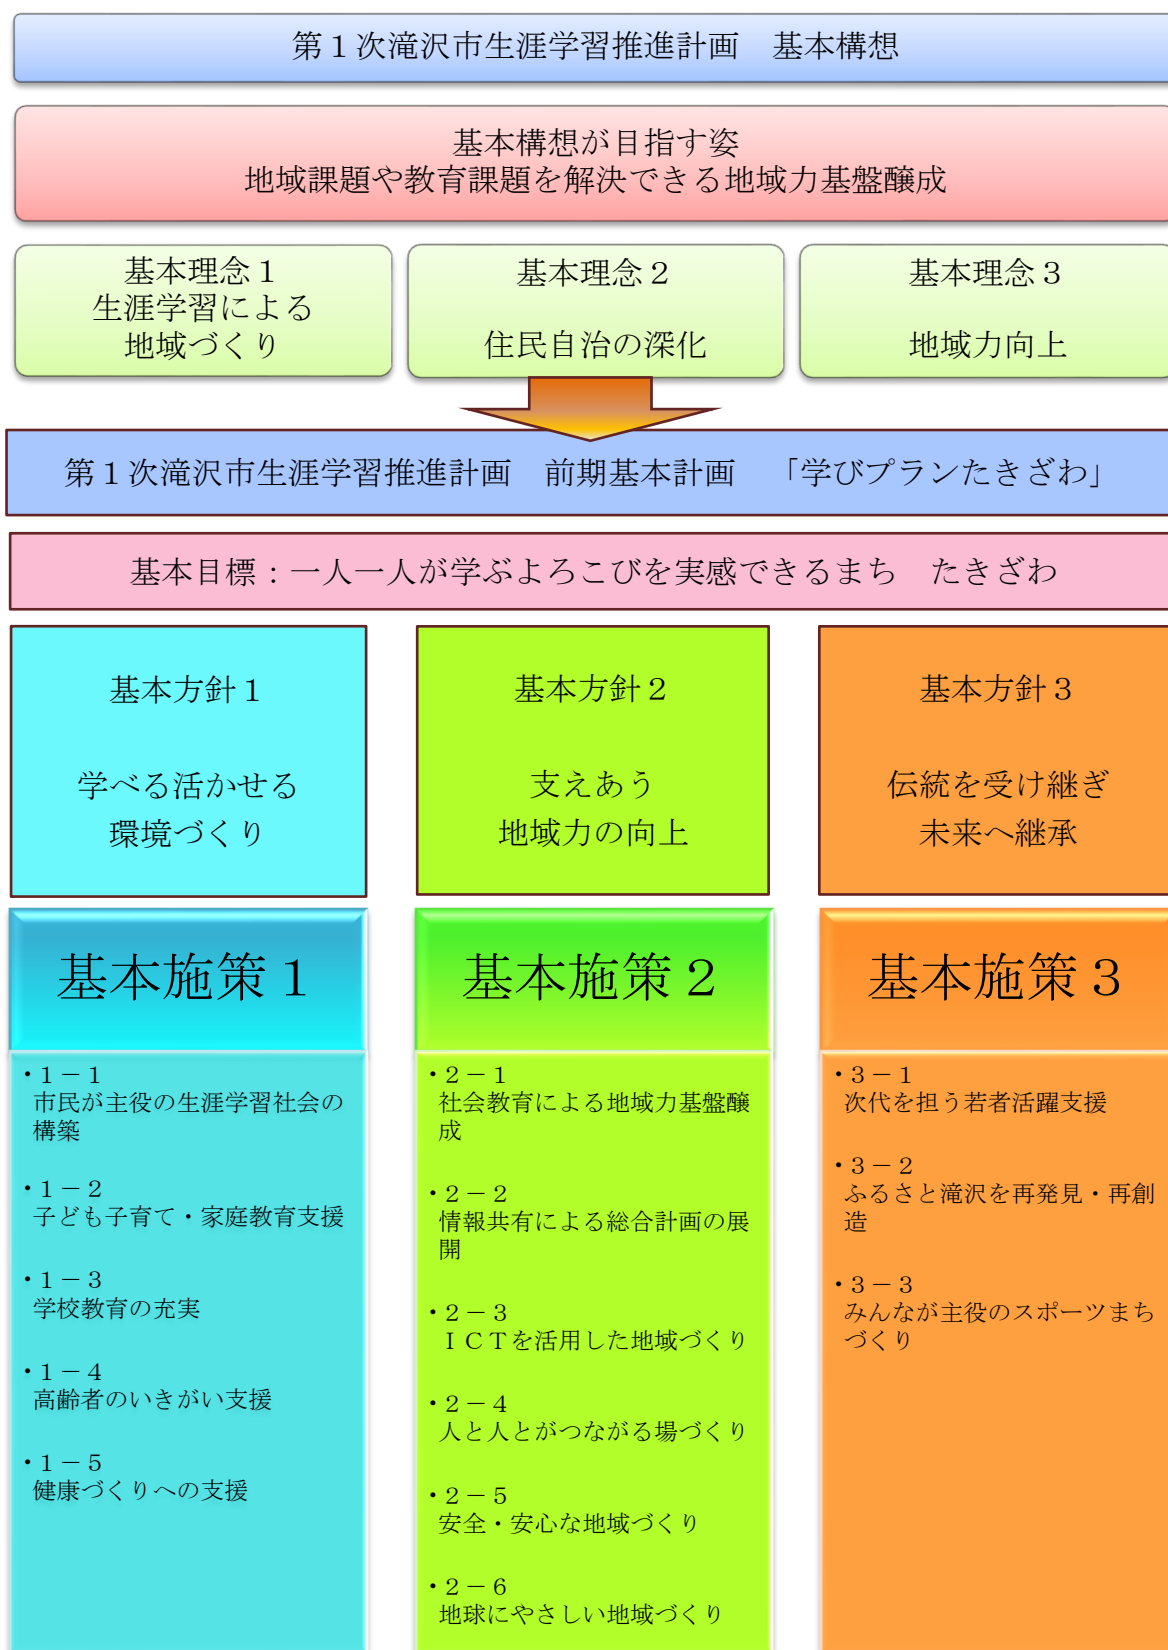 第１次滝沢市生涯学習推進計画　基本構想
基本構想が目指す姿
地域課題や教育課題を解決できる地域力基盤醸成
基本理念１
生涯学習による
地域づくり
基本理念２
住民自治の深化
基本理念３
地域力向上
第１次滝沢市生涯学習推進計画　前期基本計画　「学びプランたきざわ」
基本目標：一人一人が学ぶよろこびを実感できるまち　たきざわ
基本方針１
学べる活かせる
環境づくり
基本方針２
支えあう
地域力の向上
基本方針３
伝統を受け継ぎ
未来へ継承
基本施策１
・１－１
市民が主役の生涯学習社会の
構築
・１－２
子ども子育て・家庭教育支援
・１－３
学校教育の充実
・１－４
高齢者のいきがい支援
・１－５
健康づくりへの支援
基本施策２
・２－１
社会教育による地域力基盤醸
成
・２－２
情報共有による総合計画の展
開
・２－３
ＩＣＴを活用した地域づくり
・２－４
人と人とがつながる場づくり
・２－５
安全・安心な地域づくり
・２－６
地球にやさしい地域づくり
基本施策３
・３－１
次代を担う若者活躍支援
・３－２
ふるさと滝沢を再発見・再創
造
・３－３
みんなが主役のスポーツまち
づくり